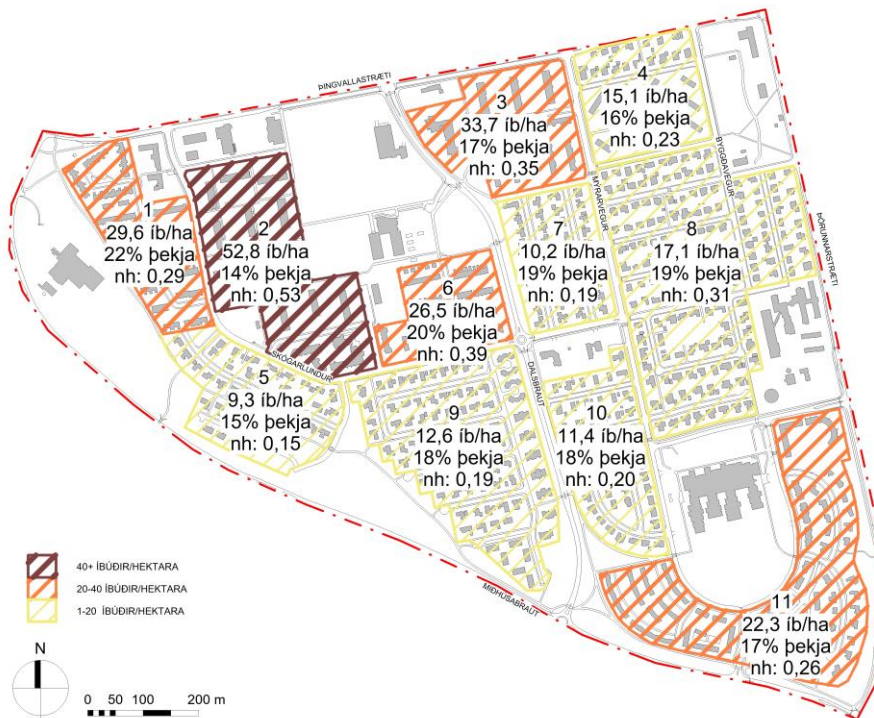 ÞINGVALLASTRÆTI
4
15,1 íb/ha
16% þekja
nh: 0,23
3
33,7 íb/ha
17% þekja
nh: 0,35
BYGGÐAVEGUR
MÝRARVEGUR
ÞÓRUNNARSTRÆTI
1
29,6 íb/ha
22% þekja
nh: 0,29
2
52,8 íb/ha
14% þekja
nh: 0,53
7
10,2 íb/ha
19% þekja
nh: 0,19
8
17,1 íb/ha
19% þekja
nh: 0,31
6
26,5 íb/ha
20% þekja
nh: 0,39
SKÓGARLUNDUR
DALSBRAUT
5
9,3 íb/ha
15% þekja
nh: 0,15
9
12,6 íb/ha
18% þekja
nh: 0,19
10
11,4 íb/ha
18% þekja
nh: 0,20
MIÐHÚSABRAUT
11
22,3 íb/ha
17% þekja
nh: 0,26
40+ ÍBÚÐIR/HEKTARA
20-40 ÍBÚÐIR/HEKTARA
1-20 ÍBÚÐIR/HEKTARA
N
0 50 100 200 m